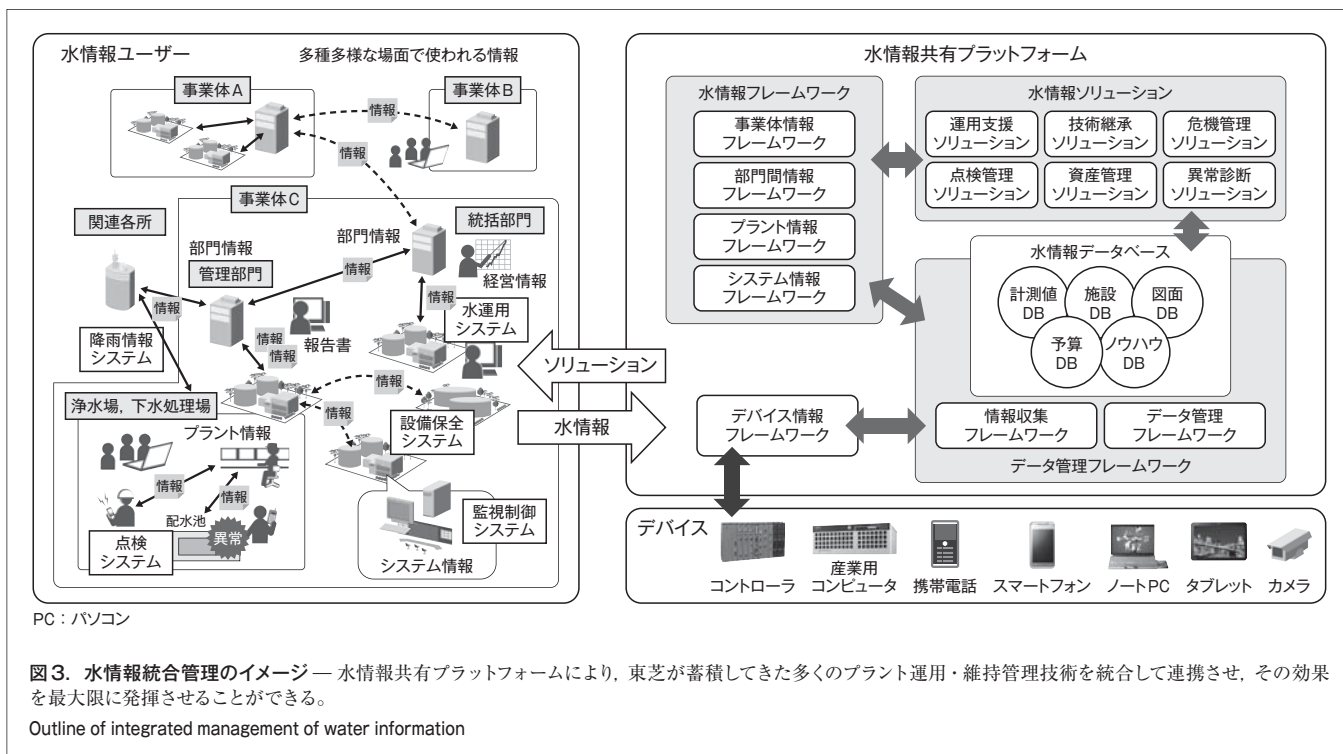 水情報ユーザー
多種多様な場面で使われる情報
事業体A
情報
事業体B
情報
事業体C
関連各所
統括部門
部門情報
部門情報
管理部門
情報
経営情報
情報
情報
水運用
システム
降雨情報
システム
情報
情報
報告書
浄水場,下水処理場
情報
情報
設備保全
システム
プラント情報
情報
情報
配水池
異常
点検
システム
監視制御
システム
システム情報
ソリューション
水情報
水情報共有プラットフォーム
水情報フレームワーク
事業体情報
フレームワーク
部門間情報
フレームワーク
プラント情報
フレームワーク
システム情報
フレームワーク
水情報ソリューション
運用支援
ソリューション
技術継承
ソリューション
危機管理
ソリューション
点検管理
ソリューション
資産管理
ソリューション
異常診断
ソリューション
水情報データベース
計測値
DB
施設
DB
図面
DB
予算
DB
ノウハウ
DB
デバイス情報
フレームワーク
情報収集
フレームワーク
データ管理
フレームワーク
データ管理フレームワーク
デバイス
コントローラ
産業用
コンピュータ
携帯電話
スマートフォン
ノートPC
タブレット
カメラ
PC:パソコン
図3. 水情報統合管理のイメージ — 水情報共有プラットフォームにより,東芝が蓄積してきた多くのプラント運用・維持管理技術を統合して連携させ,その効果
を最大限に発揮させることができる。
Outline of integrated management of water information